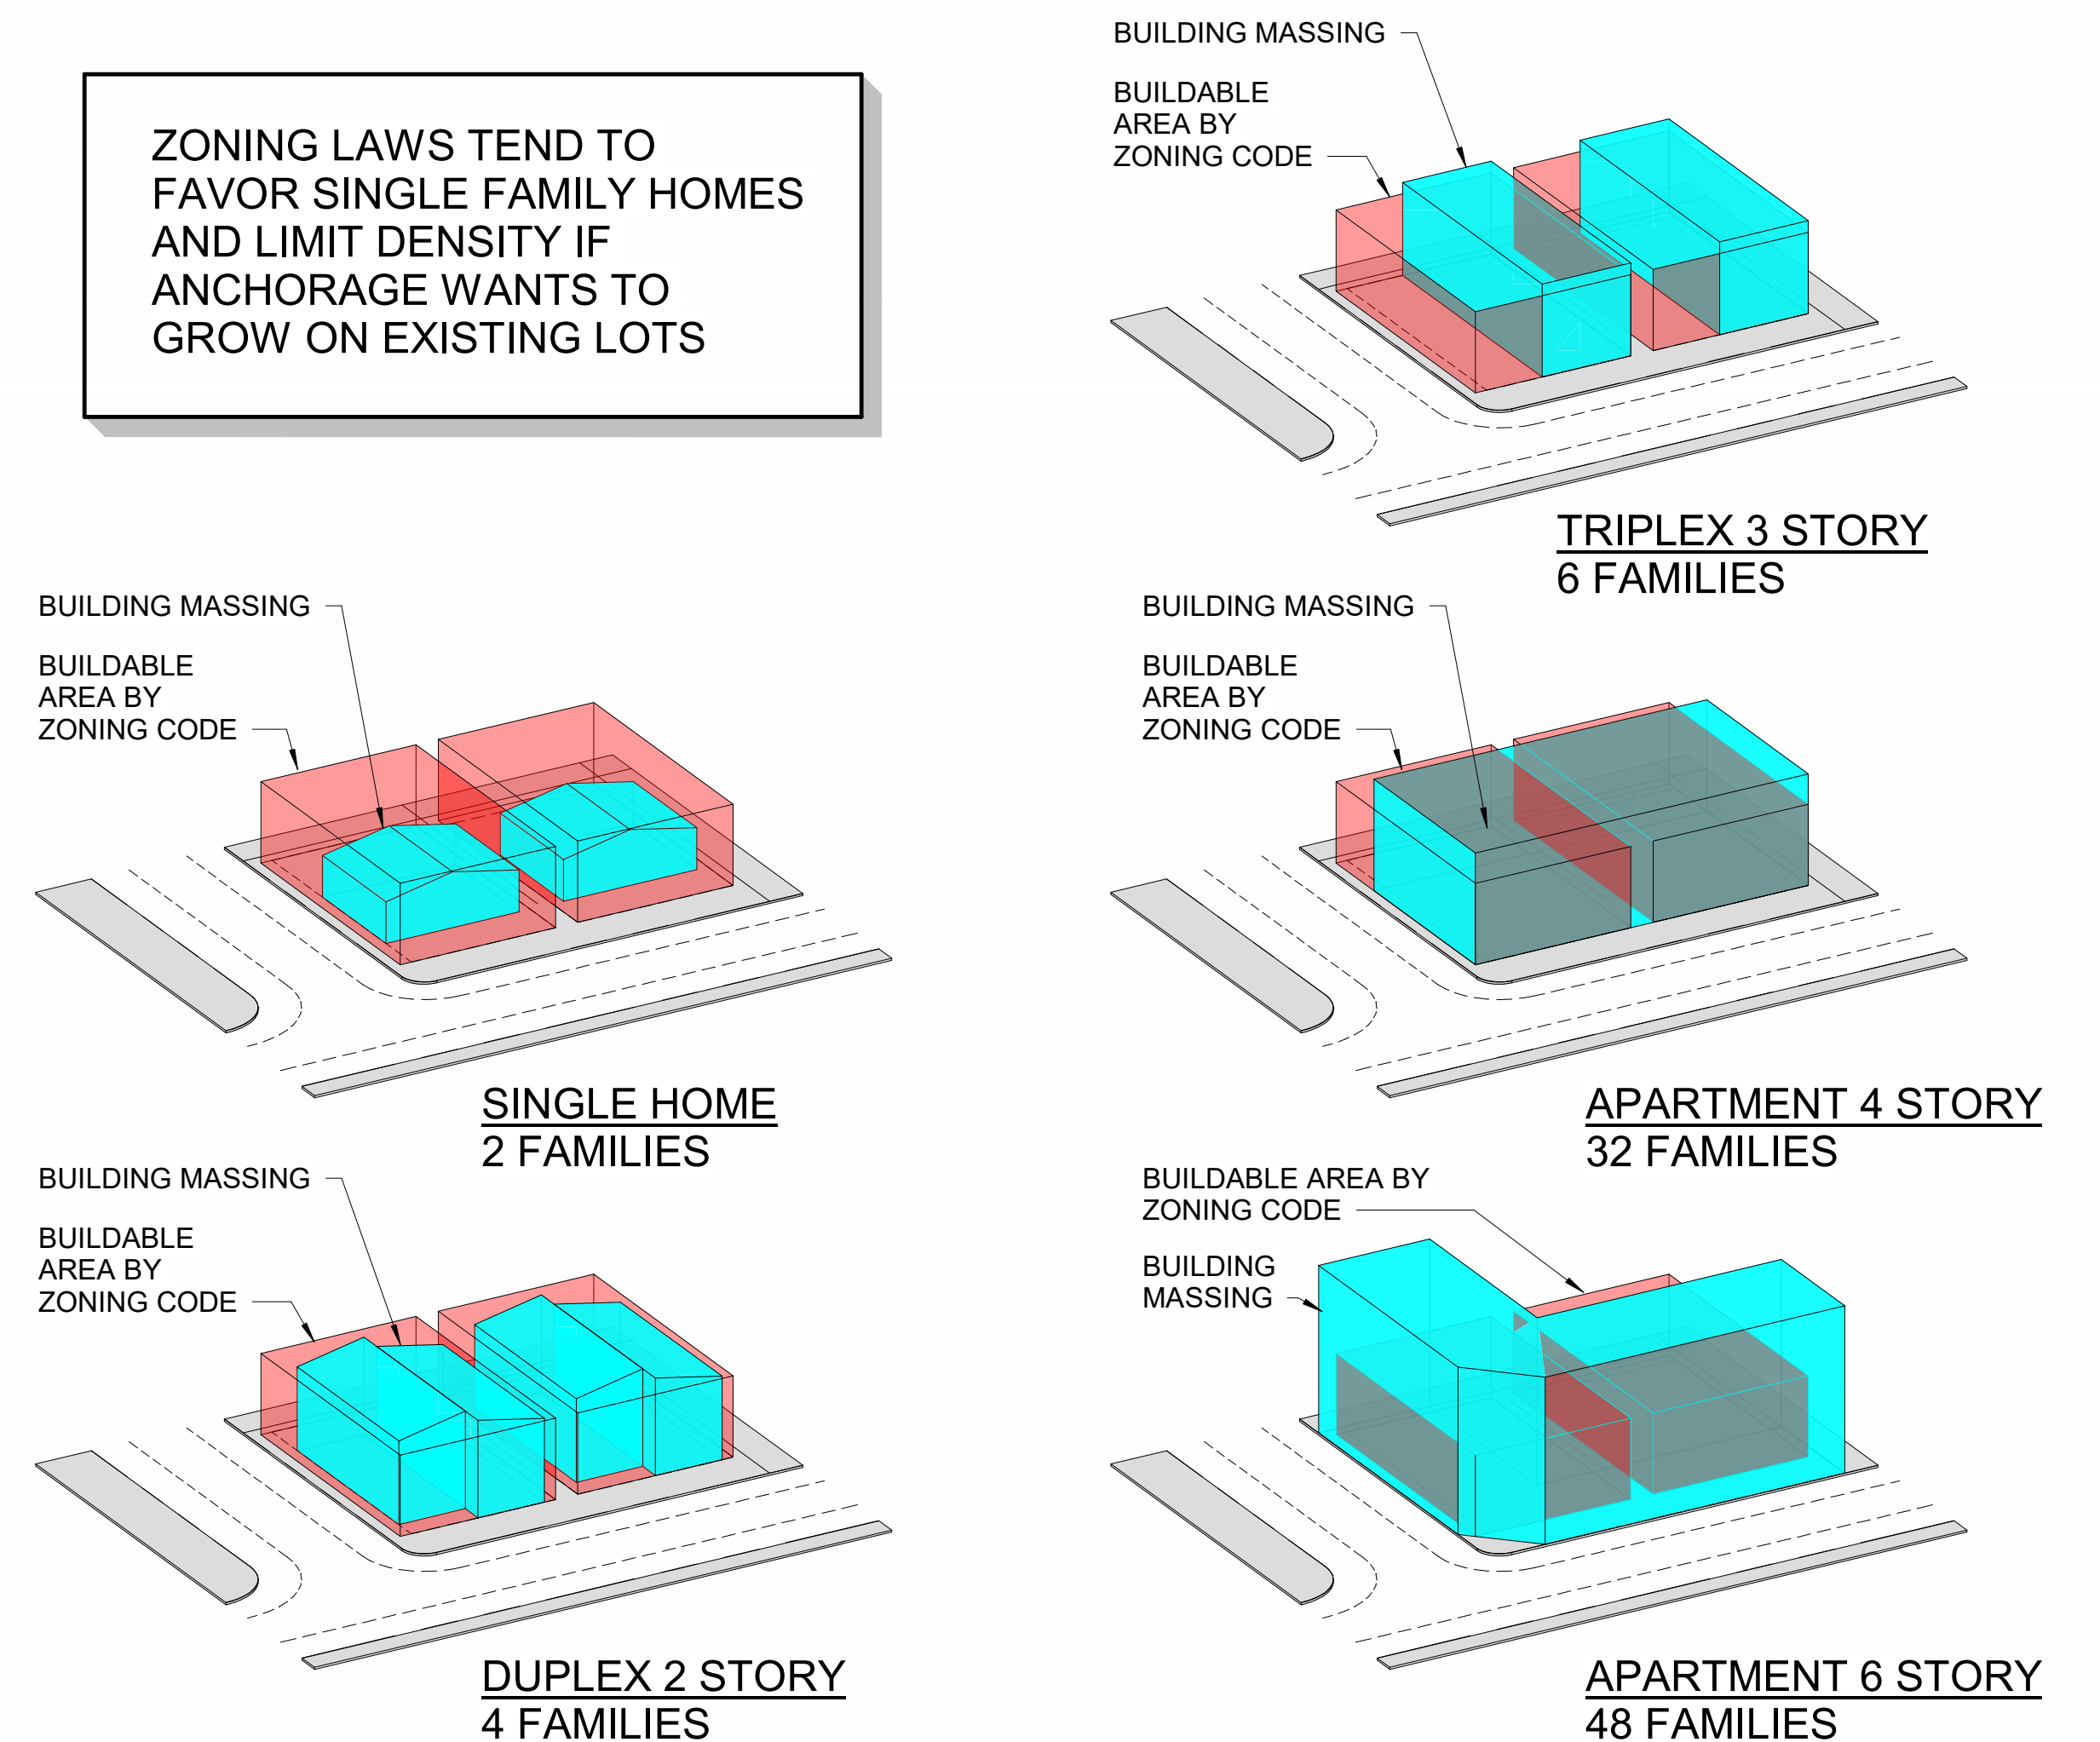 ZONING LAWS TEND TO
FAVOR SINGLE FAMILY HOMES
AND LIMIT DENSITY IF
ANCHORAGE WANTS TO
GROW ON EXISTING LOTS
BUILDING MASSING
BUILDABLE
AREA BY
ZONING CODE
SINGLE HOME
2 FAMILIES
BUILDING MASSING
BUILDABLE
AREA BY
ZONING CODE
DUPLEX 2 STORY
4 FAMILIES
BUILDING MASSING
BUILDABLE
AREA BY
ZONING CODE
TRIPLEX 3 STORY
6 FAMILIES
BUILDING MASSING
BUILDABLE
AREA BY
ZONING CODE
APARTMENT 4 STORY
32 FAMILIES
BUILDABLE AREA BY
ZONING CODE
BUILDING
MASSING
APARTMENT 6 STORY
48 FAMILIES